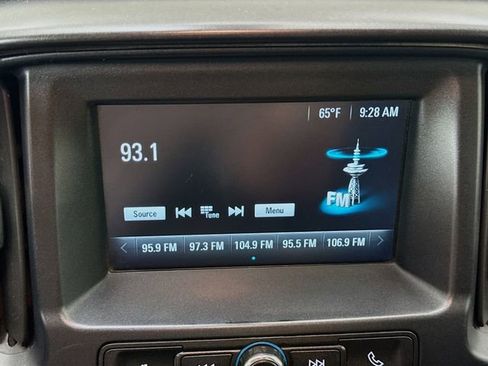 65°F 9:28 AM
93.1
FM
Source Tune Menu
95.9 FM 97.3 FM 104.9 FM 95.5 FM 106.9 FM